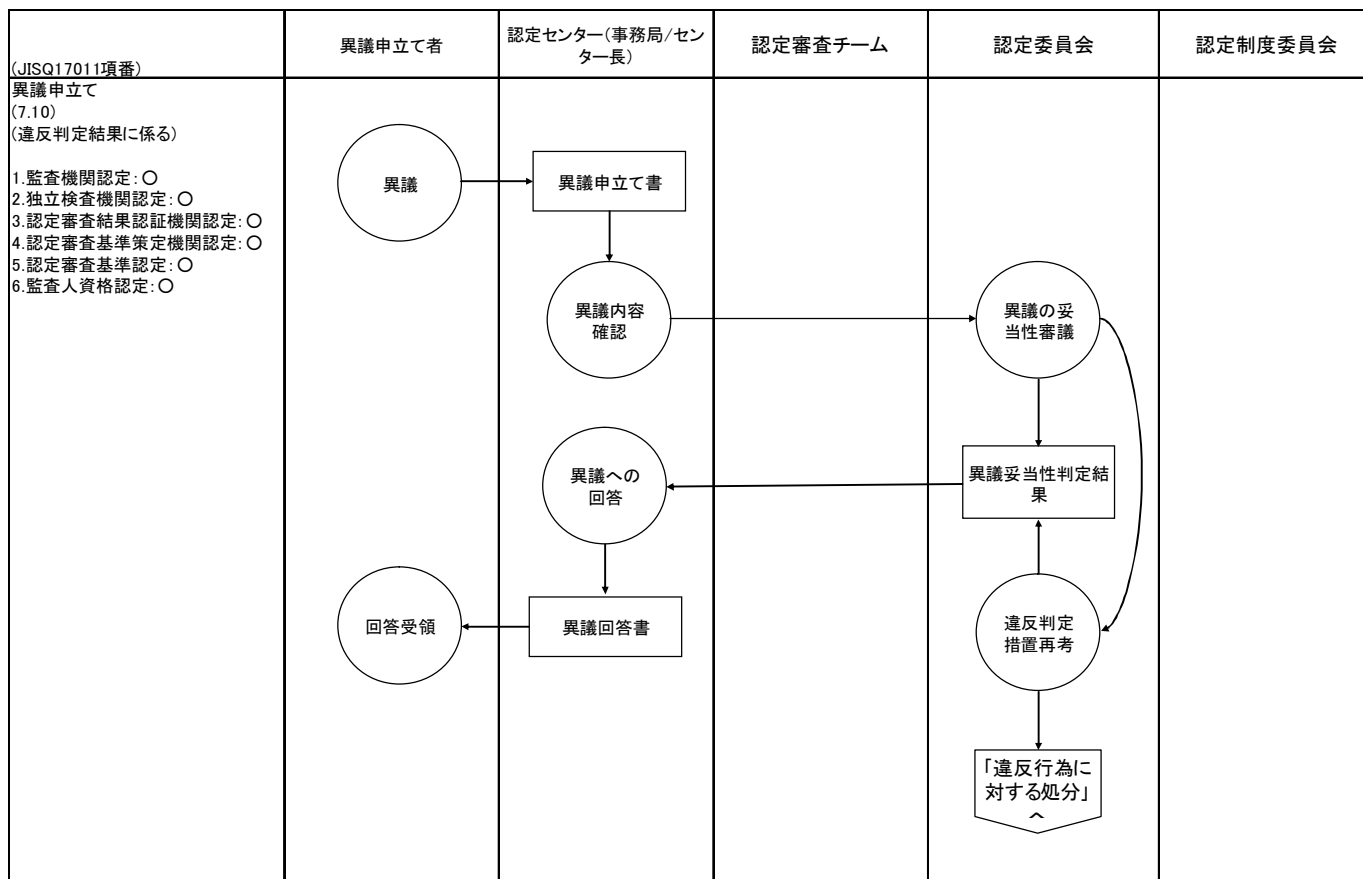 (JISQ17011項番)
異議申立て者
認定センター(事務局/セン
ター長)
認定審査チーム
認定委員会
認定制度委員会
異議申立て
(7.10)
(違反判定結果に係る)
1.監査機関認定:〇
2.独立検査機関認定:〇
3.認定審査結果認証機関認定:〇
4.認定審査基準策定機関認定:〇
5.認定審査基準認定:〇
6.監査人資格認定:〇
異議
異議申立て書
異議内容
確認
異議の妥
当性審議
異議への
回答
異議妥当性判定結
果
回答受領
異議回答書
違反判定
措置再考
「違反行為に
対する処分」
へ